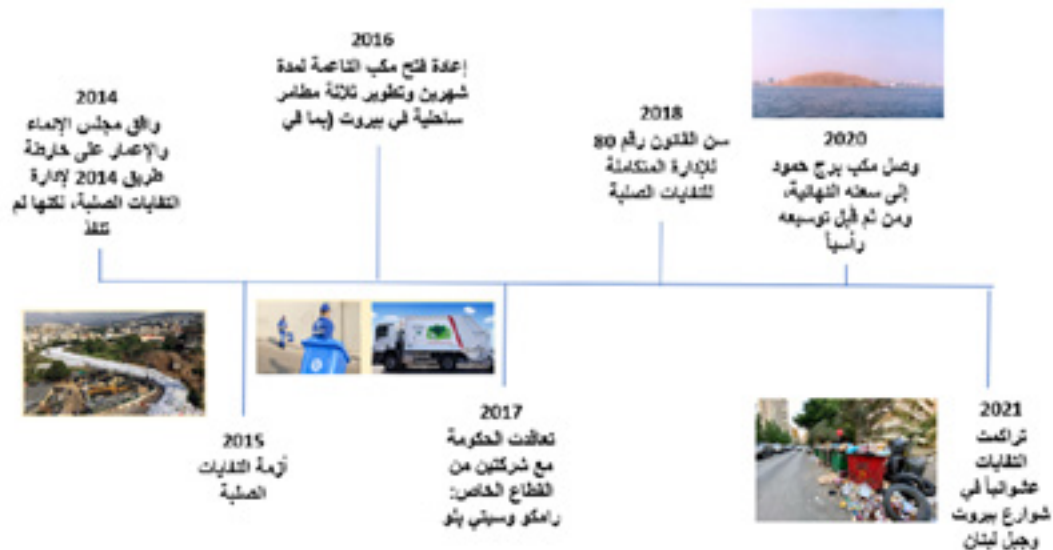 2014
وافق مجلس الإنماء
والإعمار على خارطة
طريق 2014 لإدارة
النفايات الصلبة، لكنها لم
تنفذ
2015
أزمة النفايات
الصلبة
2016
إعادة فتح مكب الناعمة لمدة
شهرين وتطوير ثلاثة مطامر
ساحلية في بيروت (بما في
2017
تعاقدت الحكومة
مع شركتين من
القطاع الخاص:
رامكو وسيتي بلو
2018
سن القانون رقم 80
للإدارة المتكاملة
للنفايات الصلبة
2020
وصل مكب برج حمود
إلى سعته النهائية،
ومن ثم قبل توسيعه
رأسياً
2021
تراكمت
النفايات
عشوائياً في
شوارع بيروت
وجبل لبنان